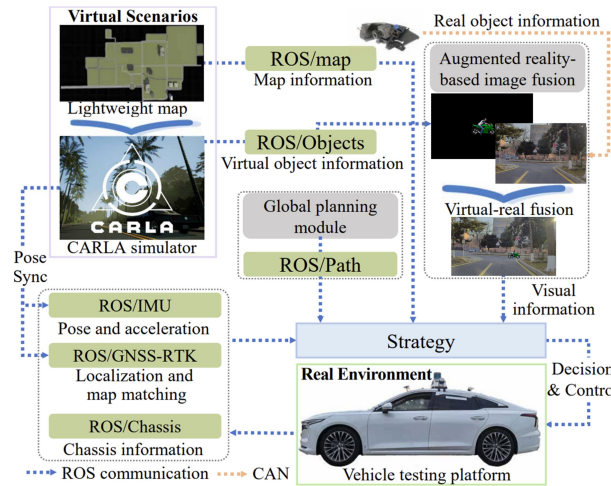 Virtual Scenarios
Lightweight map
CARLA
CARLA simulator
ROS/map
Map information
ROS/Objects
Virtual object information
Real object information
Augmented reality-
based image fusion
Virtual-real fusion
Visual
information
Global planning
module
ROS/Path
Pose
Sync
ROS/IMU
Pose and acceleration
ROS/GNSS-RTK
Localization and
map matching
ROS/Chassis
Chassis information
Strategy
Real Environment
Vehicle testing platform
Decision
& Control
ROS communication
CAN